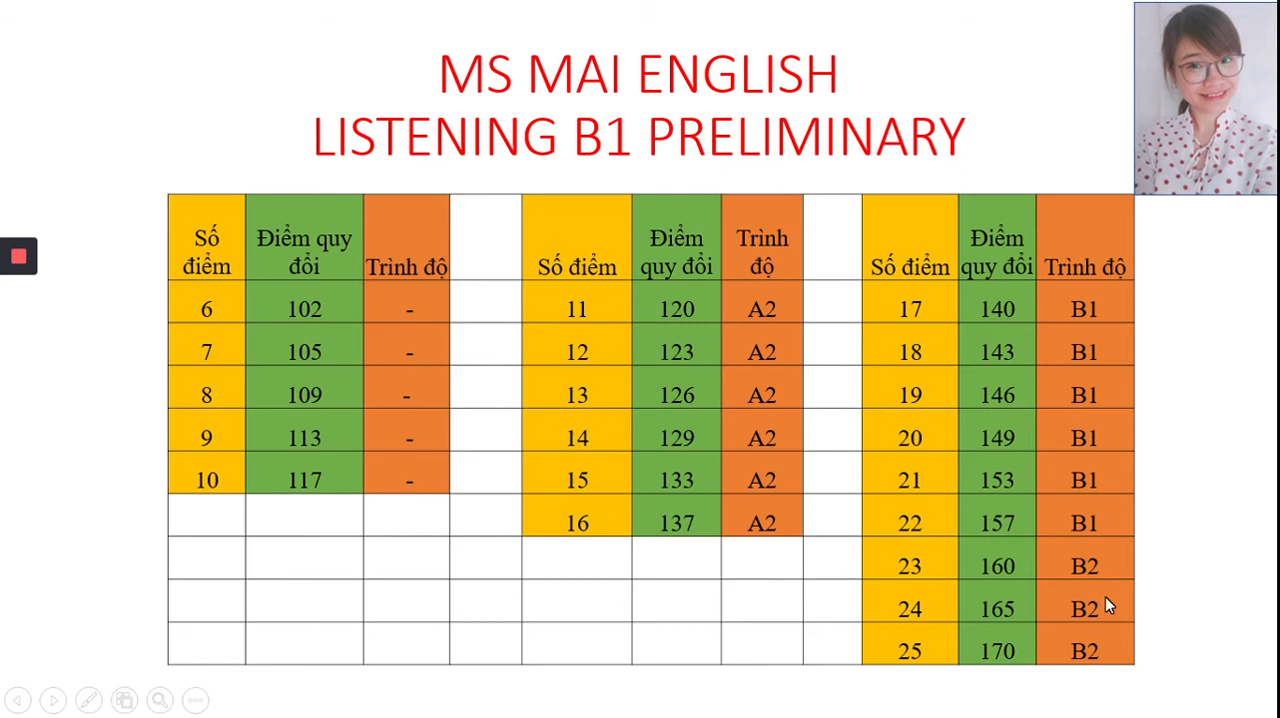 MS MAI ENGLISH
LISTENING B1 PRELIMINARY
Số điểm Điểm quy đổi Trình độ Số điểm Điểm quy đổi Trình độ Số điểm Điểm quy đổi Trình độ
6 102 - 11 120 A2 17 140 B1
7 105 - 12 123 A2 18 143 B1
8 109 - 13 126 A2 19 146 B1
9 113 - 14 129 A2 20 149 B1
10 117 - 15 133 A2 21 153 B1
16 137 A2 22 157 B1
23 160 B2
24 165 B2
25 170 B2